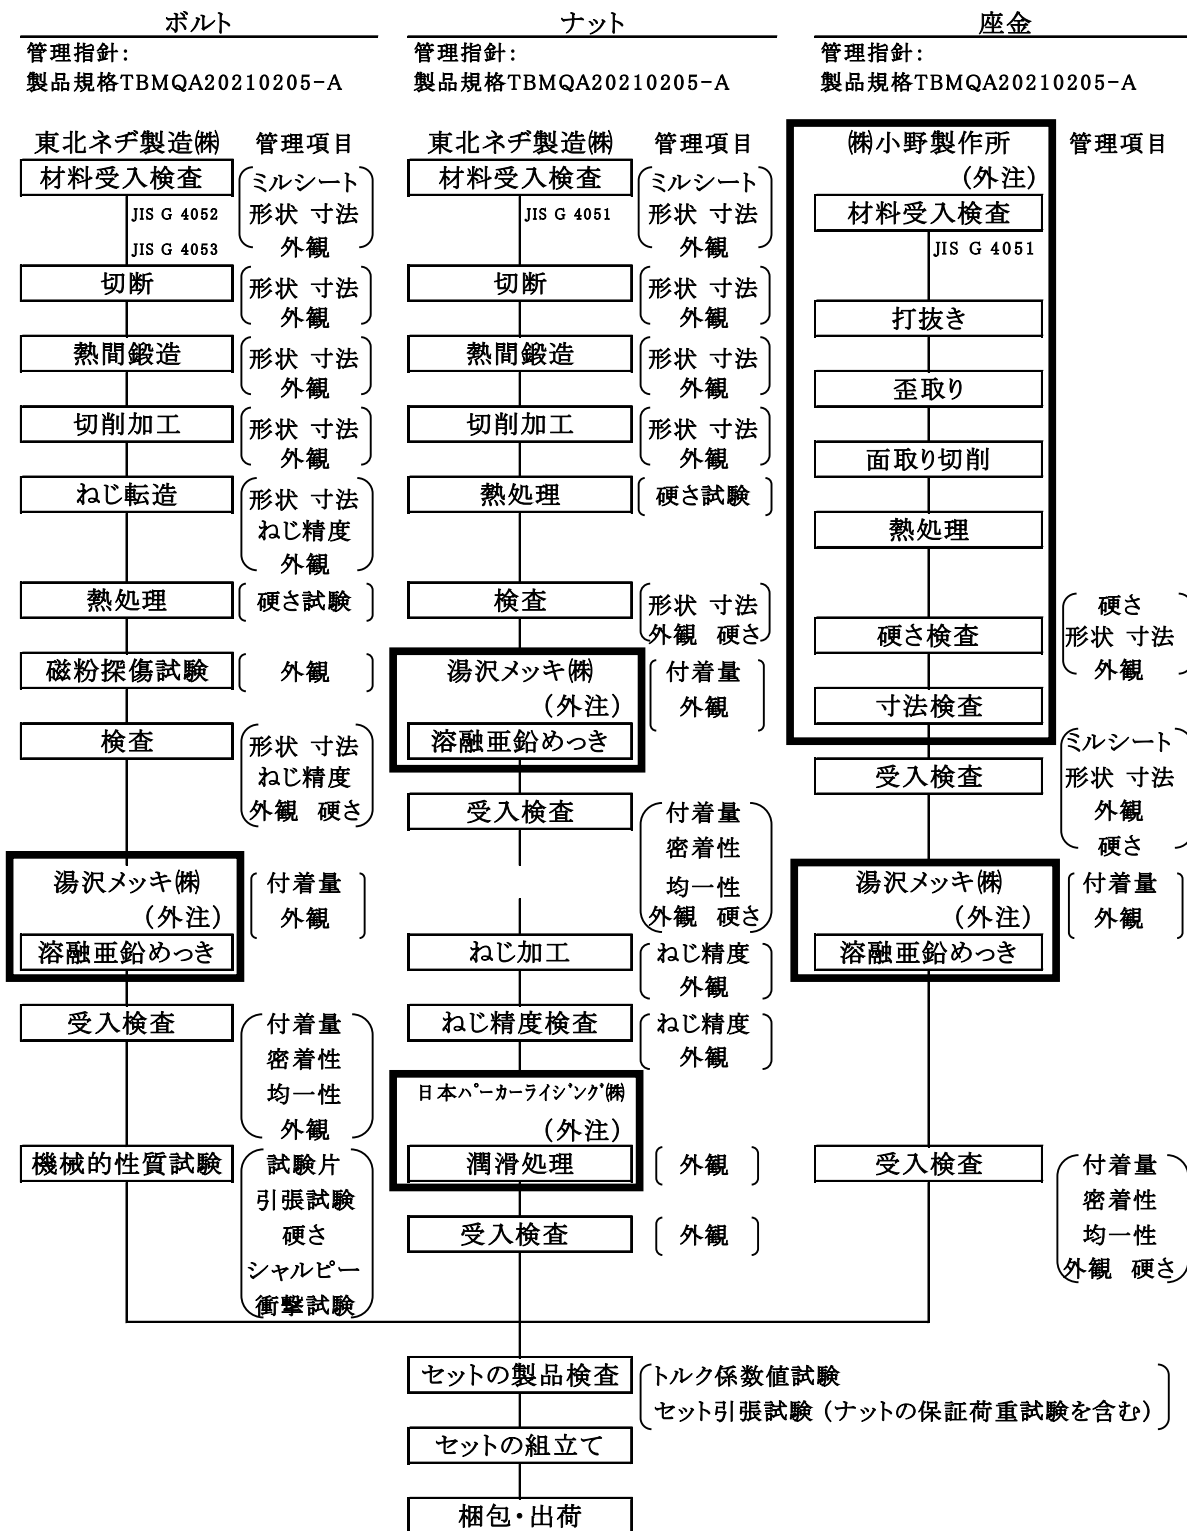 ボルト
管理指針：
製品規格TBMQA20210205-A
東北ネヂ製造㈱ 管理項目
材料受入検査
ミルシート
形状 寸法
外観
JIS G 4052
JIS G 4053
切断
形状 寸法
外観
熱間鍛造
形状 寸法
外観
切削加工
形状 寸法
外観
ねじ転造
形状 寸法
ねじ精度
外観
熱処理
硬さ試験
磁粉探傷試験
外観
検査
形状 寸法
ねじ精度
外観 硬さ
湯沢メッキ㈱
（外注）
溶融亜鉛めっき
付着量
外観
受入検査
付着量
密着性
均一性
外観
機械的性質試験
試験片
引張試験
硬さ
シャルピー
衝撃試験
ナット
管理指針：
製品規格TBMQA20210205-A
東北ネヂ製造㈱ 管理項目
材料受入検査
ミルシート
形状 寸法
外観
JIS G 4051
切断
形状 寸法
外観
熱間鍛造
形状 寸法
外観
切削加工
形状 寸法
外観
熱処理
硬さ試験
検査
形状 寸法
外観 硬さ
湯沢メッキ㈱
（外注）
溶融亜鉛めっき
付着量
外観
受入検査
付着量
密着性
均一性
外観 硬さ
ねじ加工
ねじ精度
外観
ねじ精度検査
ねじ精度
外観
日本パーカーライジング㈱
（外注）
潤滑処理
外観
受入検査
外観
座金
管理指針：
製品規格TBMQA20210205-A
㈱小野製作所 管理項目
（外注）
材料受入検査
JIS G 4051
打抜き
歪取り
面取り切削
熱処理
硬さ検査
硬さ
形状 寸法
外観
寸法検査
受入検査
ミルシート
形状 寸法
外観
硬さ
湯沢メッキ㈱
（外注）
溶融亜鉛めっき
付着量
外観
受入検査
付着量
密着性
均一性
外観 硬さ
セットの製品検査
トルク係数値試験
セット引張試験（ナットの保証荷重試験を含む）
セットの組立て
梱包・出荷